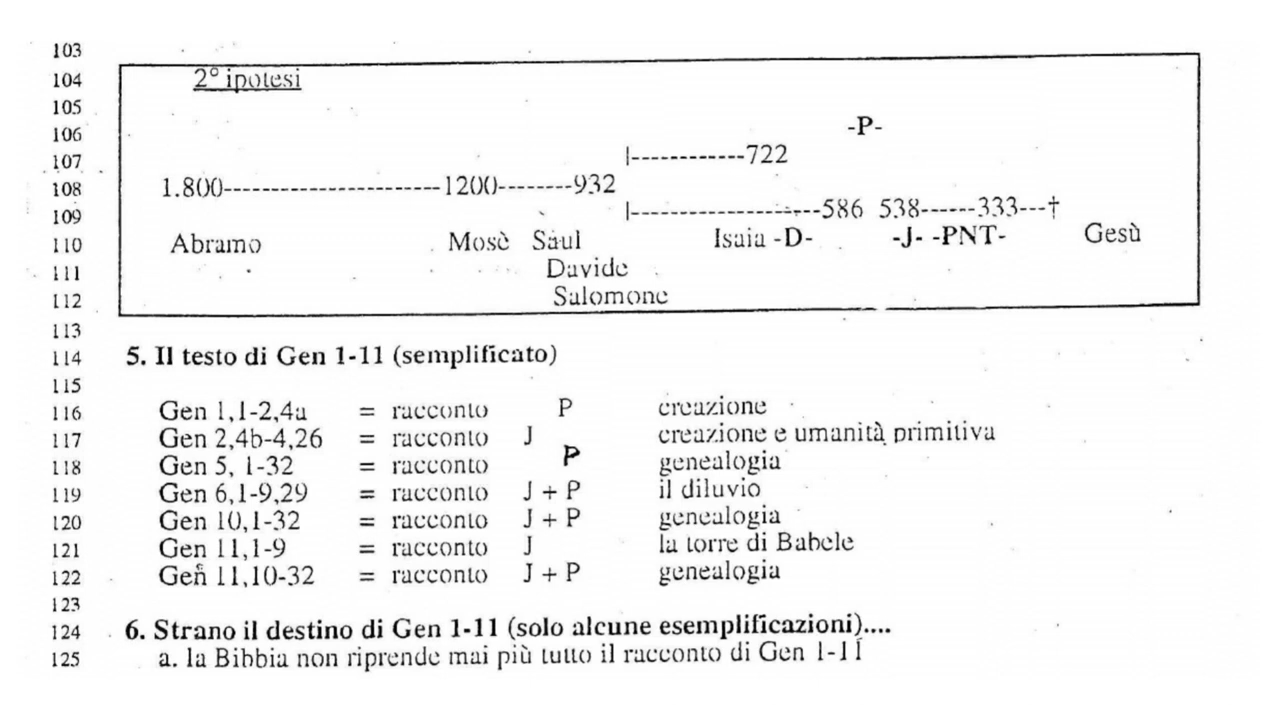 103
104 2° ipotesi
105
106 -P-
107 |------------722
108 1.800----------------------1200--------932
109 |--------------------586 538------333---†
110 Abramo Mosè Saul Isaia -D- -J- -PNT- Gesù
111 Davide
112 Salomone
113
114 5. Il testo di Gen 1-11 (semplificato)
115
116 Gen 1,1-2,4a = racconto P creazione
117 Gen 2,4b-4,26 = racconto J creazione e umanità primitiva
118 Gen 5, 1-32 = racconto P genealogia
119 Gen 6,1-9,29 = racconto J + P il diluvio
120 Gen 10,1-32 = racconto J + P genealogia
121 Gen 11,1-9 = racconto J la torre di Babele
122 Gen 11,10-32 = racconto J + P genealogia
123
124 6. Strano il destino di Gen 1-11 (solo alcune esemplificazioni)....
125 a. la Bibbia non riprende mai più tutto il racconto di Gen 1-11